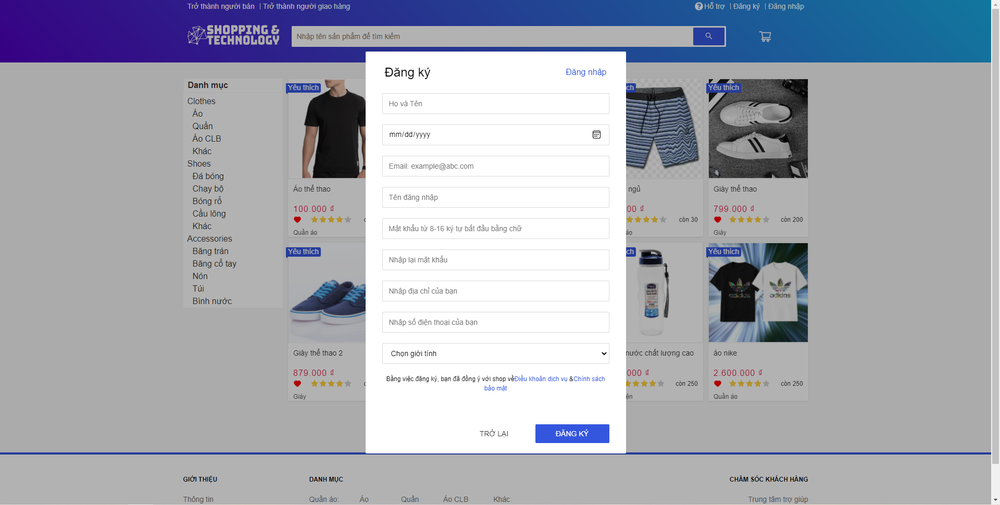 Trở thành người bán | Trở thành người giao hàng
Hỗ trợ | Đăng ký | Đăng nhập
SHOPPING &
TECHNOLOGY
Nhập tên sản phẩm để tìm kiếm
Đăng ký
Đăng nhập
Họ và Tên
mm/dd/yyyy
Email: example@abc.com
Tên đăng nhập
Mật khẩu từ 8-16 ký tự bắt đầu bằng chữ
Nhập lại mật khẩu
Nhập địa chỉ của bạn
Nhập số điện thoại của bạn
Chọn giới tính
Bằng việc đăng ký, bạn đã đồng ý với shop vềĐiều khoản dịch vụ &Chính sách
bảo mật
TRỞ LẠI
ĐĂNG KÝ
Danh mục
Clothes
Áo
Quần
Áo CLB
Khác
Shoes
Đá bóng
Chạy bộ
Bóng rổ
Cầu lông
Khác
Accessories
Băng trán
Băng cổ tay
Nón
Túi
Bình nước
Yêu thích
Áo thể thao
100.000 ₫
Quần áo
ch
ngủ
00 ₫
còn 30
áo
Yêu thích
Giày thể thao
799.000 ₫
còn 200
Giày
Yêu thích
Giày thể thao 2
879.000 ₫
Giày
ch
SPORTS
nước chất lượng cao
000 ₫
còn 250
ện
Yêu thích
adidas
adidas
áo nike
2.600.000 ₫
còn 250
Quần áo
GIỚI THIỆU
Thông tin
DANH MỤC
Quần áo: Áo Quần Áo CLB Khác
CHĂM SÓC KHÁCH HÀNG
Trung tâm trợ giúp